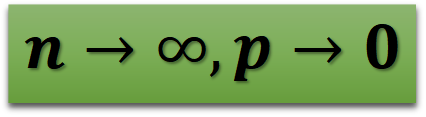 n → ∞, p → 0